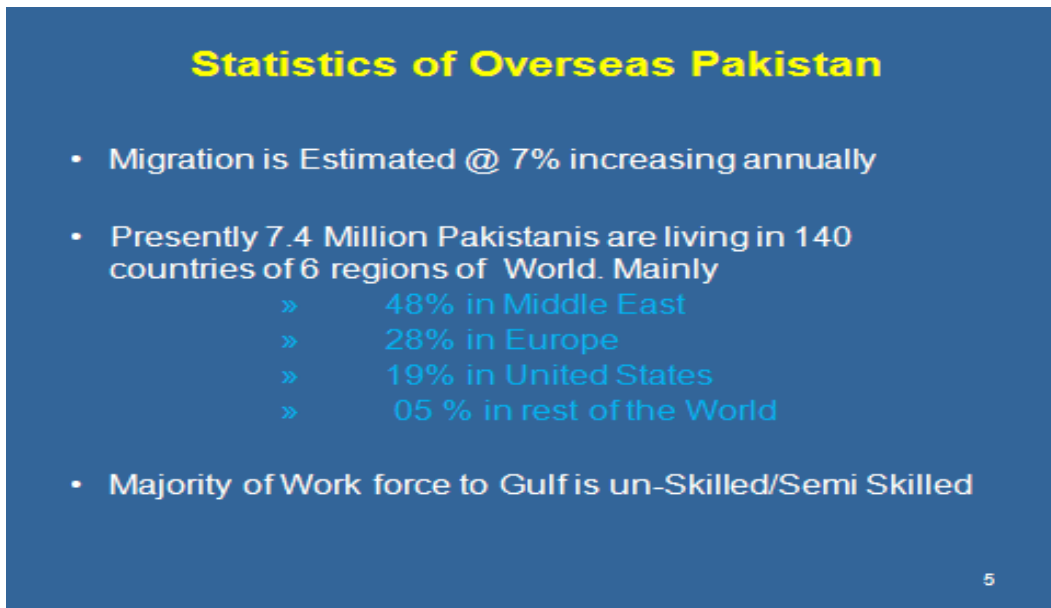 Statistics of Overseas Pakistan
• Migration is Estimated @ 7% increasing annually
• Presently 7.4 Million Pakistanis are living in 140
countries of 6 regions of World. Mainly
» 48% in Middle East
» 28% in Europe
» 19% in United States
» 05 % in rest of the World
• Majority of Work force to Gulf is un-Skilled/Semi Skilled
5